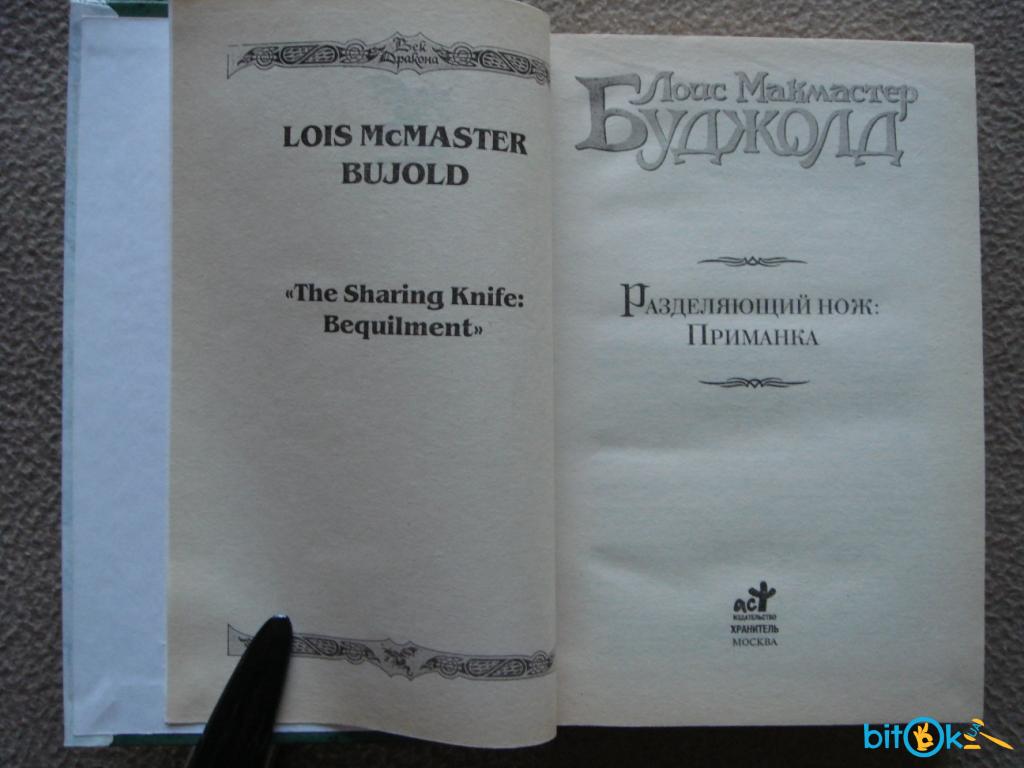 Век
Дракона
LOIS McMASTER
BUJOLD
«The Sharing Knife:
Bequilment»
Лоис Макмастер
Буджолд
Разделяющий нож:
Приманка
аст
ИЗДАТЕЛЬСТВО
ХРАНИТЕЛЬ
МОСКВА
bitOk